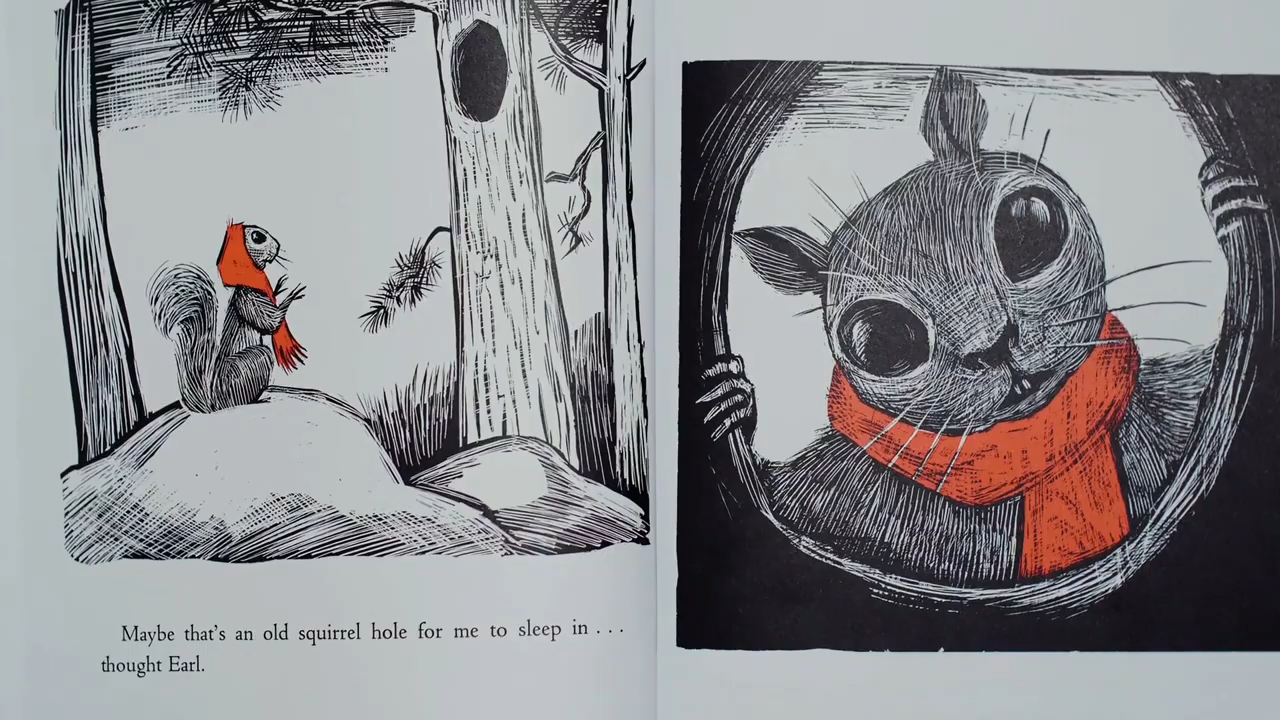 Maybe that's an old squirrel hole for me to sleep in . . .
thought Earl.